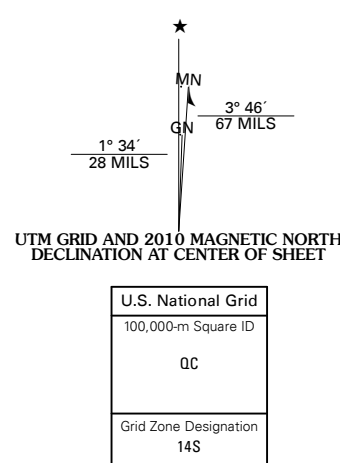 ★
MN
3° 46´
67 MILS
GN
1° 34´
28 MILS
UTM GRID AND 2010 MAGNETIC NORTH
DECLINATION AT CENTER OF SHEET
U.S. National Grid
100,000-m Square ID
QC
Grid Zone Designation
14S